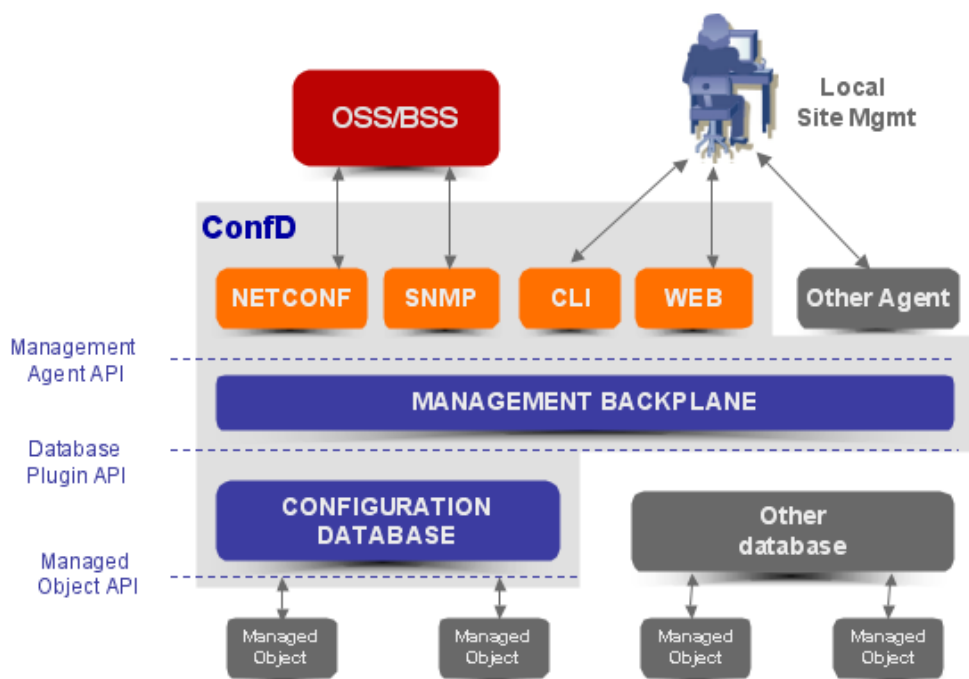 OSS/BSS
Local
Site Mgmt
ConfD
NETCONF
SNMP
CLI
WEB
Other Agent
Management
Agent API
MANAGEMENT BACKPLANE
Database
Plugin API
CONFIGURATION
DATABASE
Other
database
Managed
Object API
Managed
Object
Managed
Object
Managed
Object
Managed
Object